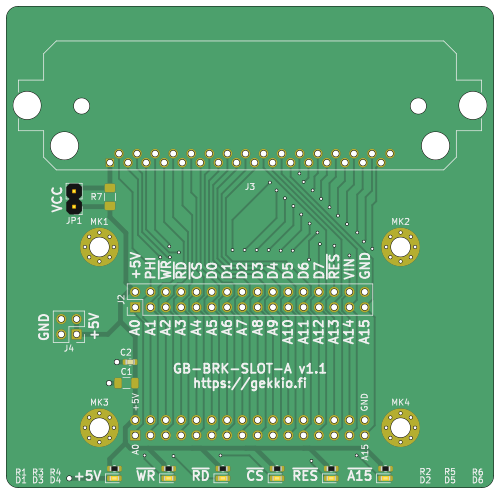 J3
VCC
R7
JP1
MK1
MK2
+5V PHI WR RD CS D0 D1 D2 D3 D4 D5 D6 D7 RES VIN GND
J2
A0 A1 A2 A3 A4 A5 A6 A7 A8 A9 A10 A11 A12 A13 A14 A15
GND
+5V
J4
C2
C1
GB-BRK-SLOT-A v1.1
https://gekkio.fi
+5V
GND
MK3
MK4
A0
A15
+5V WR RD CS RES A15
R1 R3 R4
D1 D3 D4
R2 R5 R5
D2 D5 D6